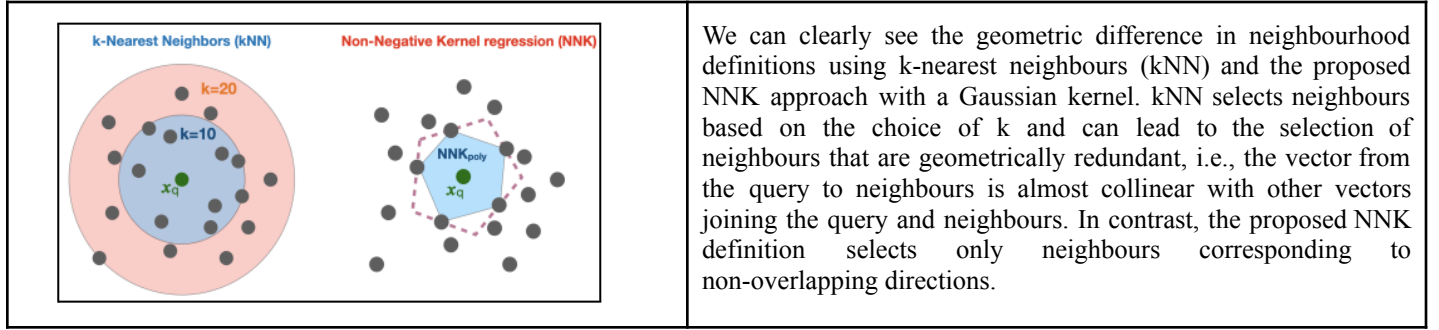 k-Nearest Neighbors (kNN)
k=20
k=10
xq
Non-Negative Kernel regression (NNK)
NNKpoly
xq
We can clearly see the geometric difference in neighbourhood
definitions using k-nearest neighbours (kNN) and the proposed
NNK approach with a Gaussian kernel. kNN selects neighbours
based on the choice of k and can lead to the selection of
neighbours that are geometrically redundant, i.e., the vector from
the query to neighbours is almost collinear with other vectors
joining the query and neighbours. In contrast, the proposed NNK
definition selects only neighbours corresponding to
non-overlapping directions.